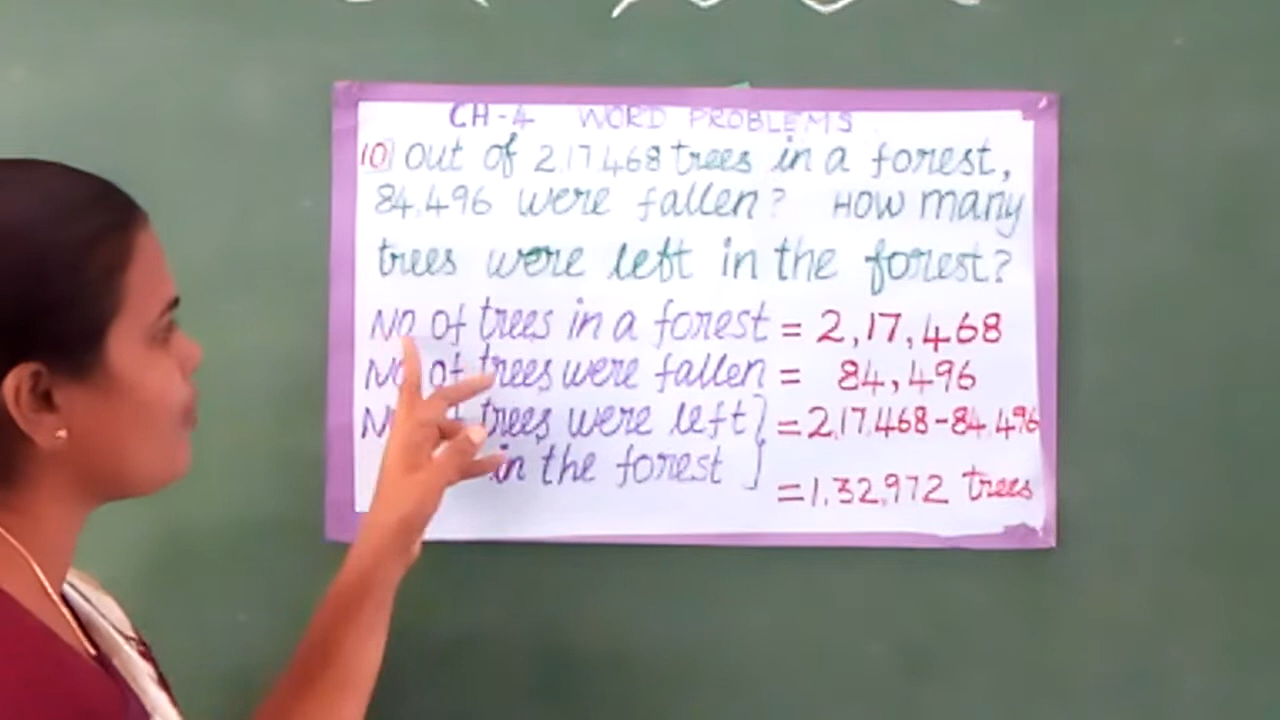 CH-4 WORD PROBLEMS
10) out of 2,17,468 trees in a forest,
84,496 were fallen? How many
trees were left in the forest?
No of trees in a forest = 2,17,468
No of trees were fallen = 84,496
trees were left } = 2,17,468-84,496
in the forest
= 1,32,972 trees